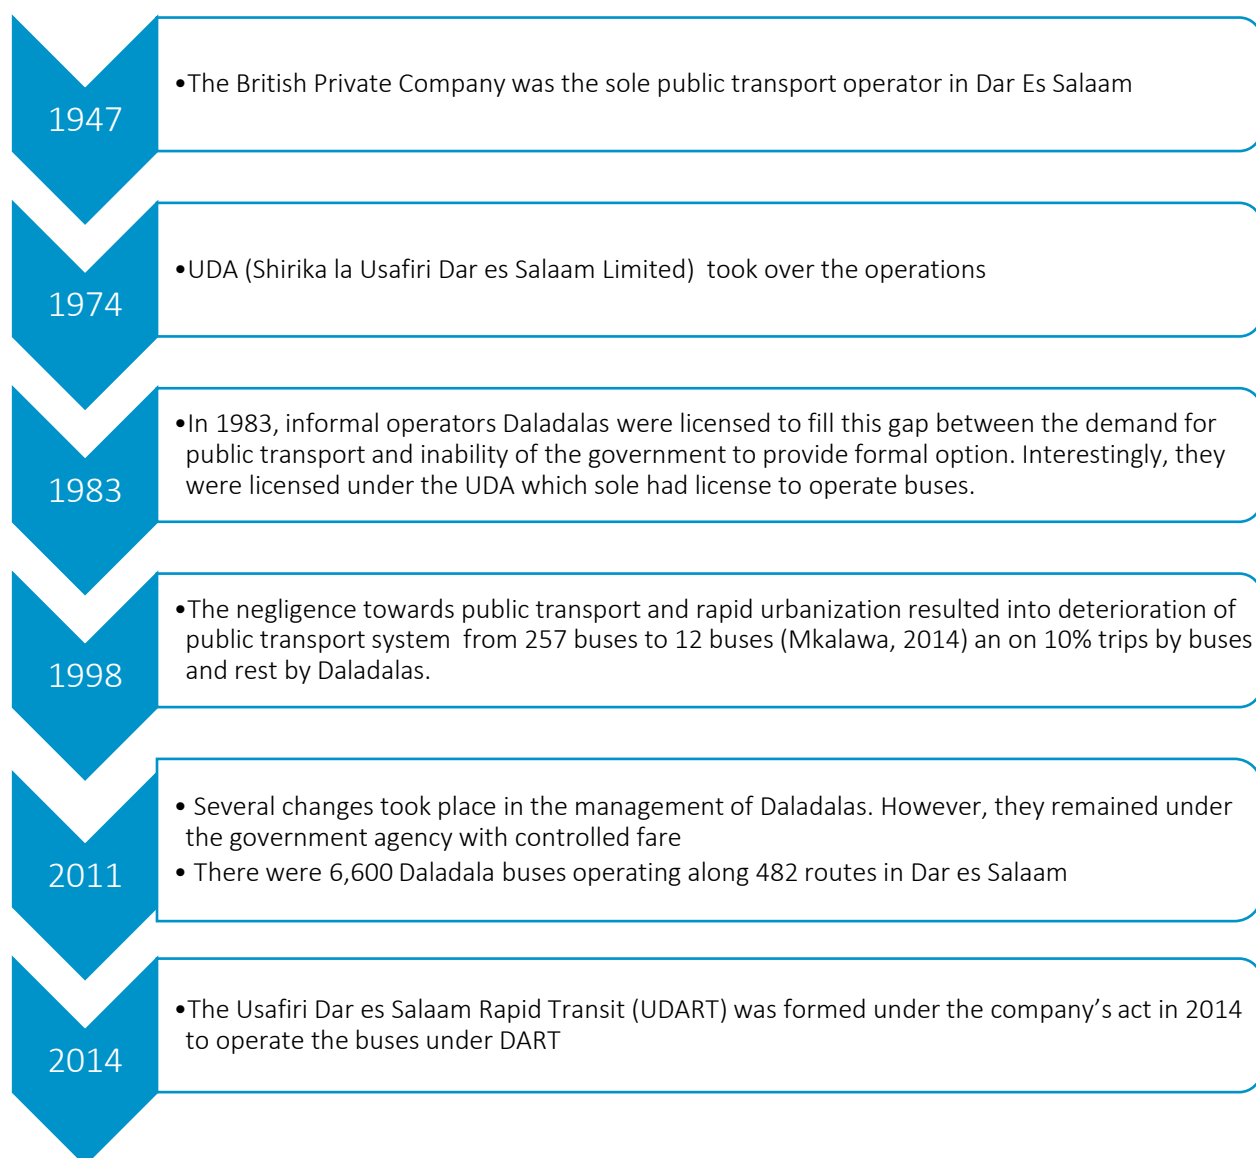 1947
•The British Private Company was the sole public transport operator in Dar Es Salaam
1974
•UDA (Shirika la Usafiri Dar es Salaam Limited) took over the operations
1983
•In 1983, informal operators Daladalas were licensed to fill this gap between the demand for
public transport and inability of the government to provide formal option. Interestingly, they
were licensed under the UDA which sole had license to operate buses.
1998
•The negligence towards public transport and rapid urbanization resulted into deterioration of
public transport system from 257 buses to 12 buses (Mkalawa, 2014) an on 10% trips by buses
and rest by Daladalas.
2011
• Several changes took place in the management of Daladalas. However, they remained under
the government agency with controlled fare
• There were 6,600 Daladala buses operating along 482 routes in Dar es Salaam
2014
•The Usafiri Dar es Salaam Rapid Transit (UDART) was formed under the company’s act in 2014
to operate the buses under DART